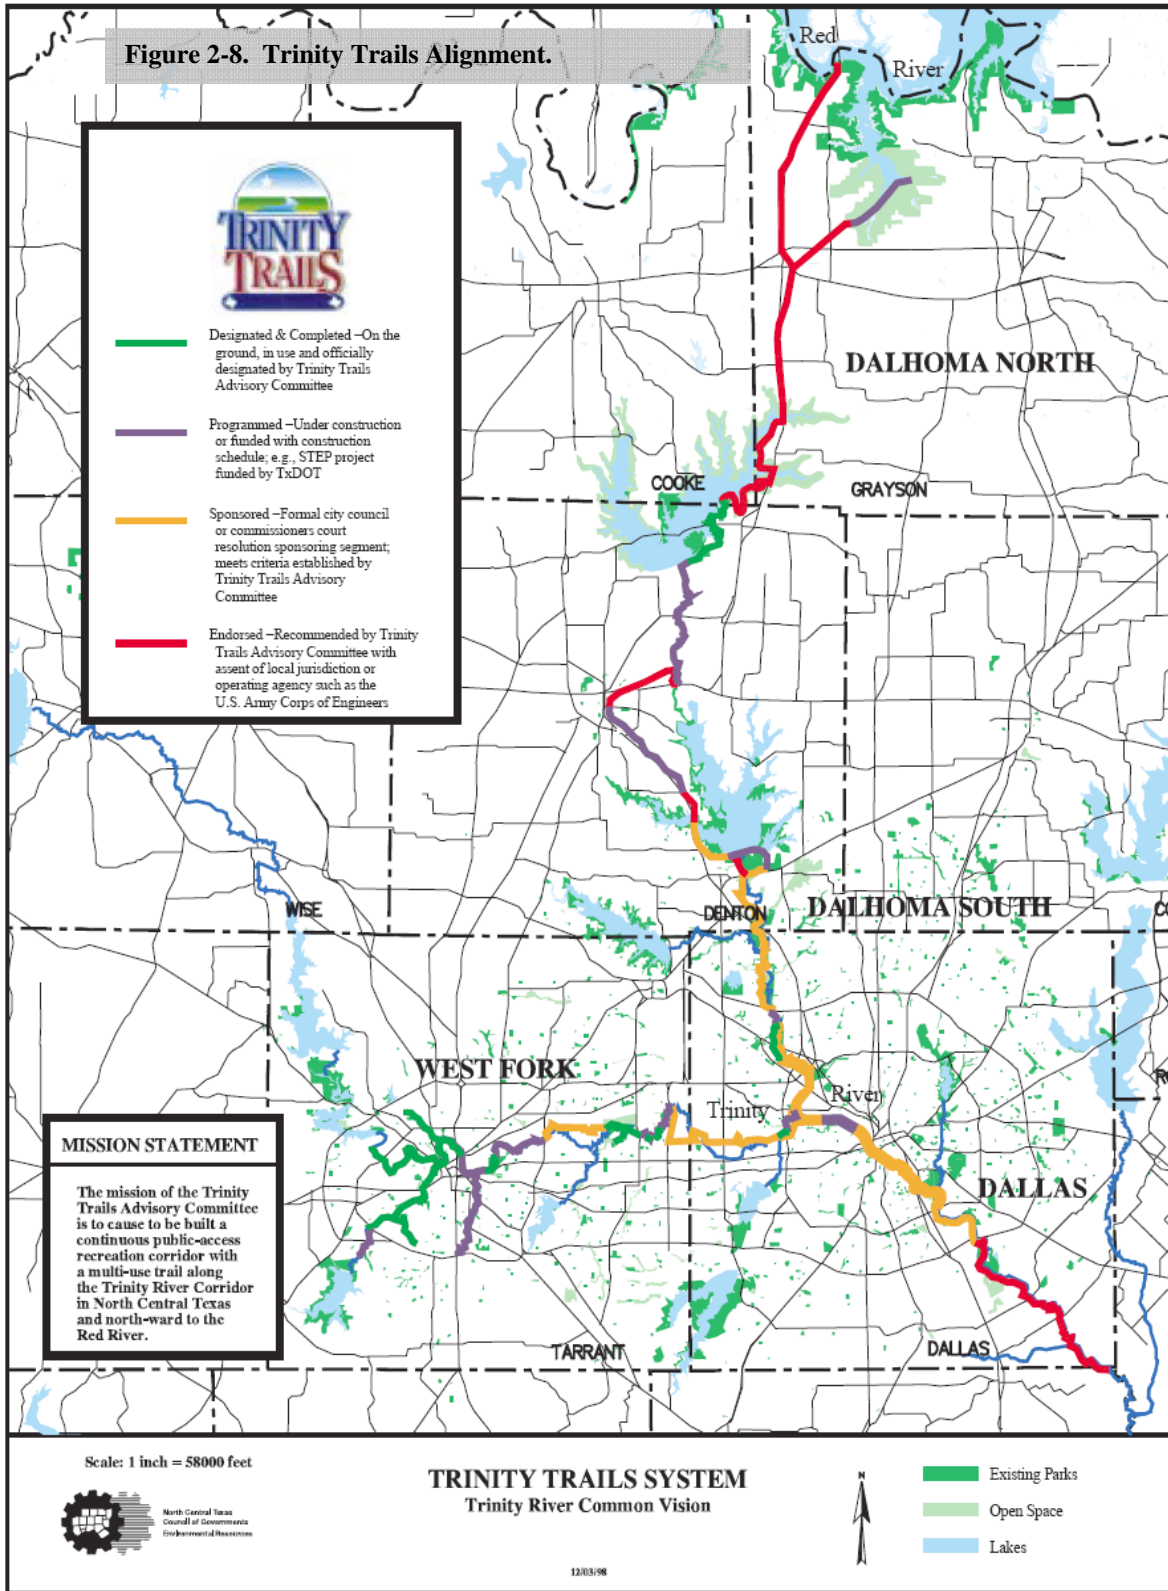 Figure 2-8.  Trinity Trails Alignment.
Red
River
TRINITY
TRAILS
Designated & Completed –On the
ground, in use and officially
designated by Trinity Trails
Advisory Committee
Programmed –Under construction
or funded with construction
schedule; e.g., STEP project
funded by TxDOT
Sponsored –Formal city council
or commissioners court
resolution sponsoring segment;
meets criteria established by
Trinity Trails Advisory
Committee
Endorsed –Recommended by Trinity
Trails Advisory Committee with
assent of local jurisdiction or
operating agency such as the
U.S. Army Corps of Engineers
DALHOMA NORTH
COOKE
GRAYSON
WISE
DENTON
DALHOMA SOUTH
CO
WEST FORK
Trinity
River
RO
DALLAS
TARRANT
DALLAS
MISSION STATEMENT
The mission of the Trinity
Trails Advisory Committee
is to cause to be built a
continuous public-access
recreation corridor with
a multi-use trail along
the Trinity River Corridor
in North Central Texas
and north-ward to the
Red River.
Scale: 1 inch = 58000 feet
North Central Texas
Council of Governments
Environmental Resources
TRINITY TRAILS SYSTEM
Trinity River Common Vision
12/03/98
N
Existing Parks
Open Space
Lakes